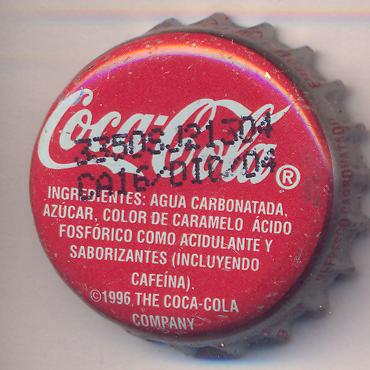 Coca-Cola®
INGREDIENTES: AGUA CARBONATADA,
AZÚCAR, COLOR DE CARAMELO ÁCIDO
FOSFÓRICO COMO ACIDULANTE Y
SABORIZANTES (INCLUYENDO
CAFEÍNA).
©1996 THE COCA-COLA
COMPANY